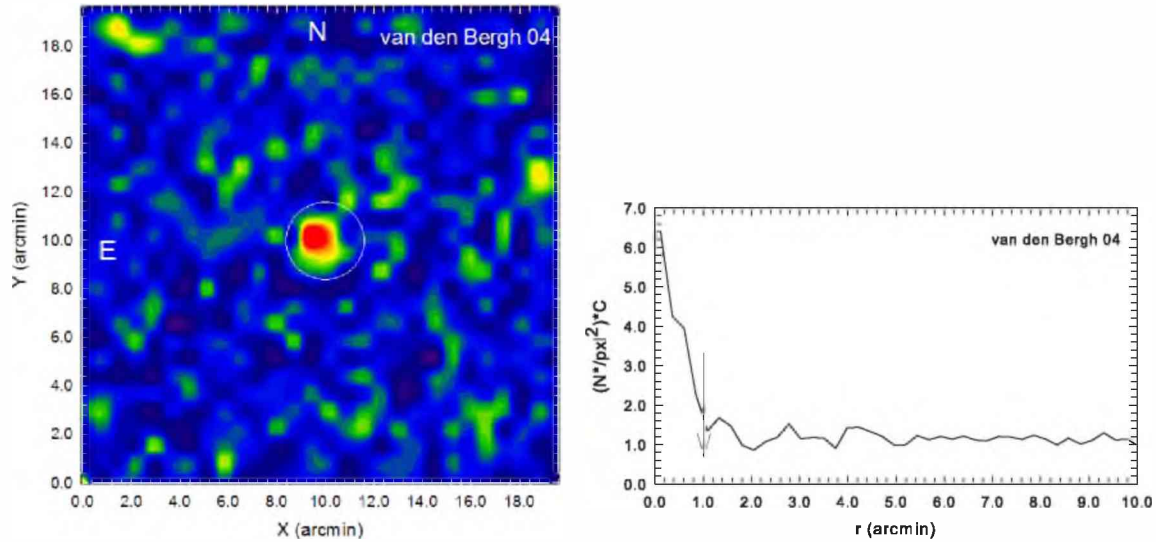 N
van den Bergh 04
E
18.0
16.0
14.0
12.0
10.0
8.0
6.0
4.0
2.0
0.0
Y (arcmin)
0.0 2.0 4.0 6.0 8.0 10.0 12.0 14.0 16.0 18.0
X (arcmin)
van den Bergh 04
7.0
6.0
5.0
4.0
3.0
2.0
1.0
0.0
(N*/pxl²)*C
0.0 1.0 2.0 3.0 4.0 5.0 6.0 7.0 8.0 9.0 10.0
r (arcmin)